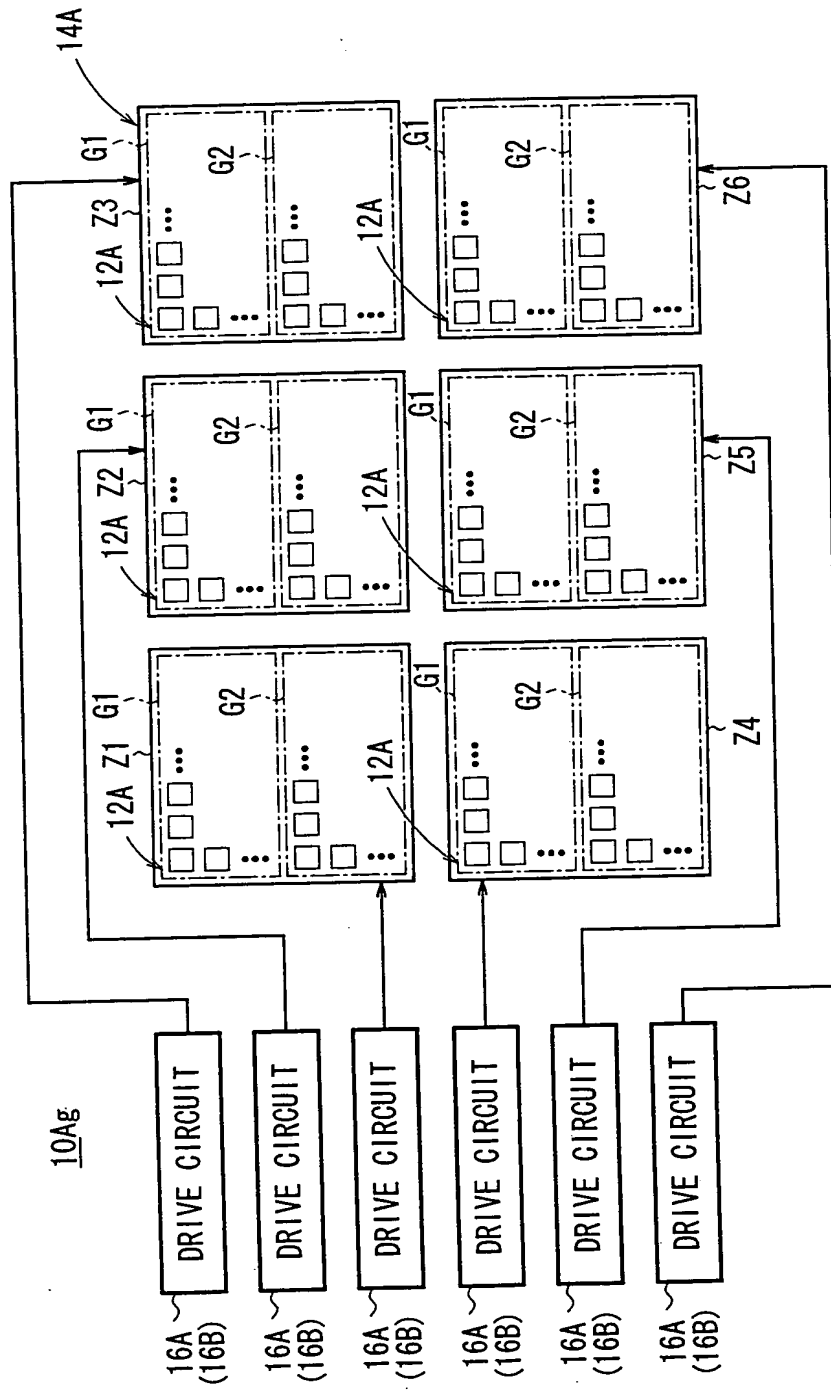 10Ag
14A
12A Z1 G1
12A Z2 G1
12A Z3 G1
16A
(16B)
DRIVE CIRCUIT
G2
G2
G2
16A
(16B)
DRIVE CIRCUIT
16A
(16B)
DRIVE CIRCUIT
12A G1
12A G1
12A G1
16A
(16B)
DRIVE CIRCUIT
G2
G2
G2
16A
(16B)
DRIVE CIRCUIT
16A
(16B)
DRIVE CIRCUIT
Z4
Z5
Z6